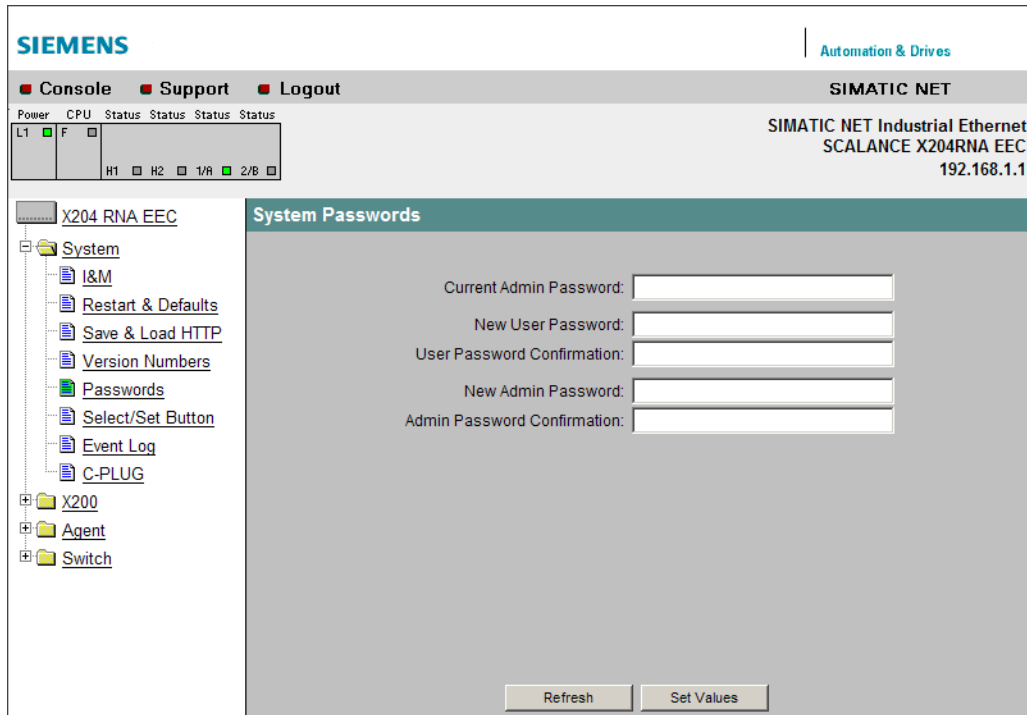 SIEMENS
Automation & Drives
Console Support Logout SIMATIC NET
Power CPU Status Status Status Status
L1 F
H1 H2 1/A 2/B
SIMATIC NET Industrial Ethernet
SCALANCE X204RNA EEC
192.168.1.1
X204 RNA EEC
System
I&M
Restart & Defaults
Save & Load HTTP
Version Numbers
Passwords
Select/Set Button
Event Log
C-PLUG
X200
Agent
Switch
System Passwords
Current Admin Password:
New User Password:
User Password Confirmation:
New Admin Password:
Admin Password Confirmation:
Refresh Set Values